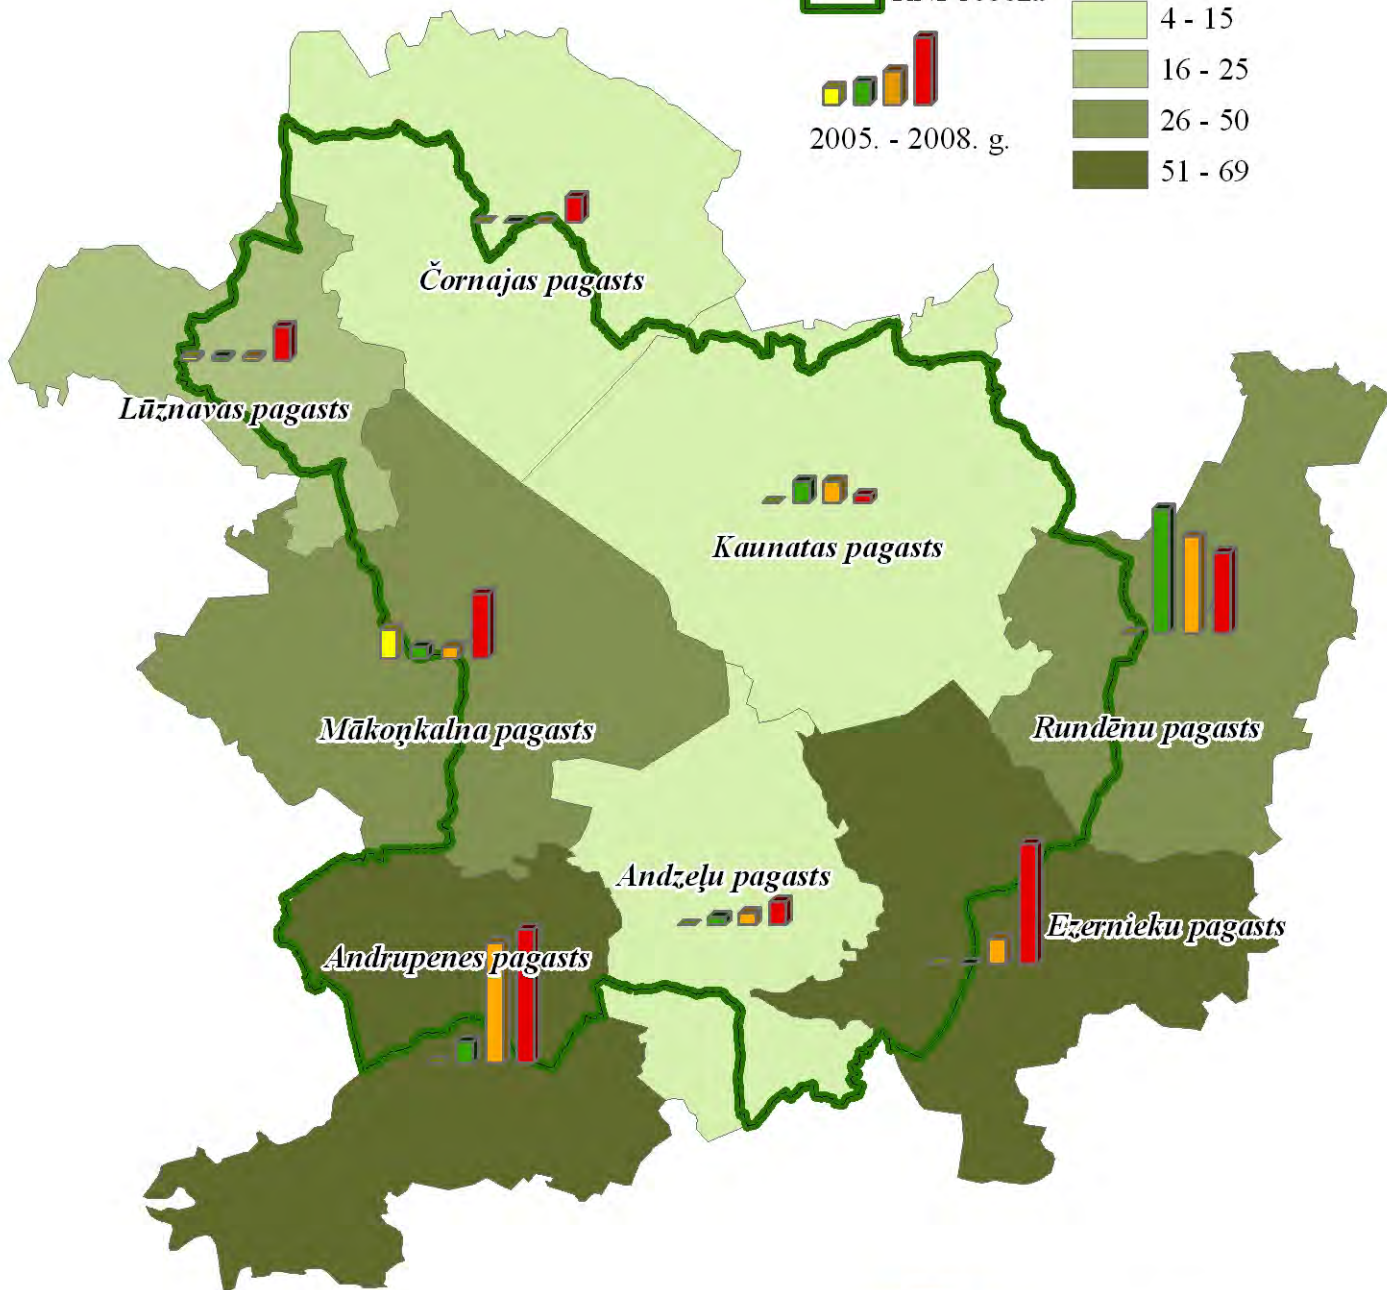 4 - 15
16 - 25
26 - 50
2005. - 2008. g.
51 - 69
Čornajas pagasts
Lūznavas pagasts
Kaunatas pagasts
Mākoņkalna pagasts
Rundēnu pagasts
Andzeļu pagasts
Ezernieku pagasts
Andrupenes pagasts